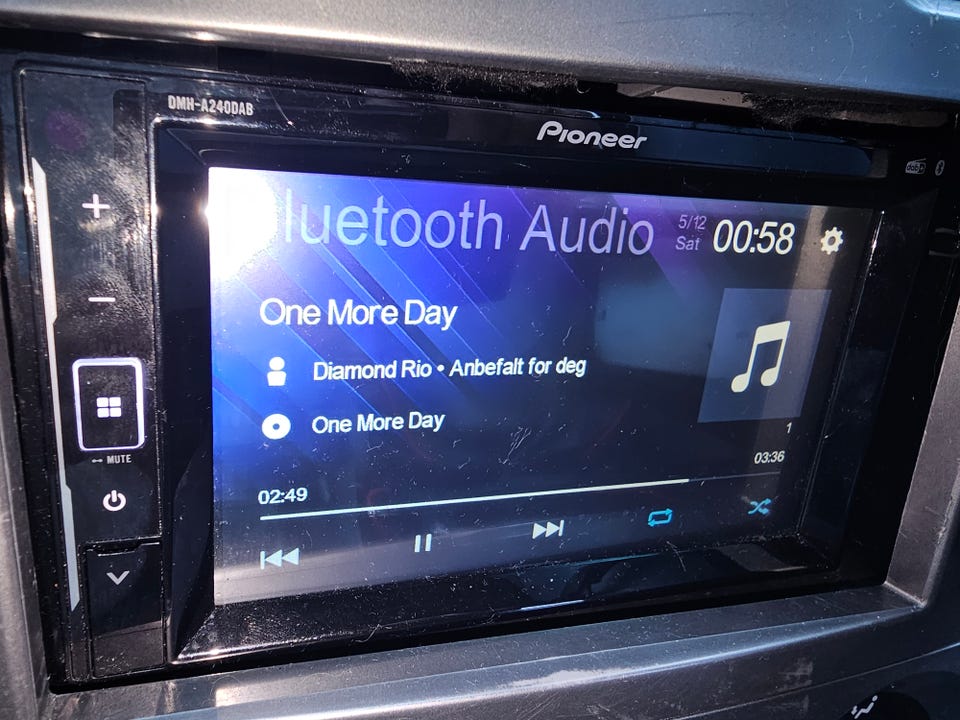 DMH-A240DAB
Pioneer
Bluetooth Audio
5/12
Sat
00:58
One More Day
Diamond Rio • Anbefalt for deg
One More Day
1
03:36
02:49
MUTE